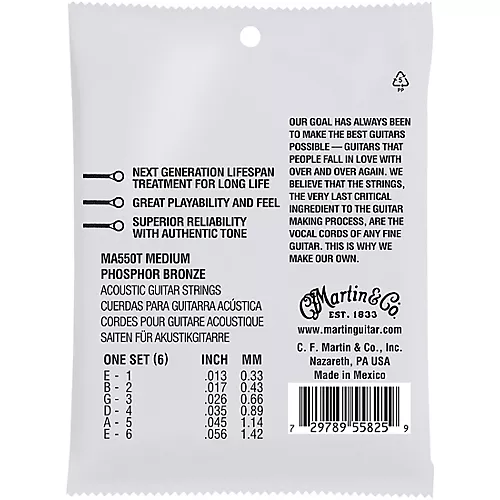 5
PP
NEXT GENERATION LIFESPAN
TREATMENT FOR LONG LIFE
GREAT PLAYABILITY AND FEEL
SUPERIOR RELIABILITY
WITH AUTHENTIC TONE
MA550T MEDIUM
PHOSPHOR BRONZE
ACOUSTIC GUITAR STRINGS
CUERDAS PARA GUITARRA ACÚSTICA
CORDES POUR GUITARE ACOUSTIQUE
SAITEN FÜR AKUSTIKGITARRE
ONE SET (6) INCH MM
E - 1 .013 0.33
B - 2 .017 0.43
G - 3 .026 0.66
D - 4 .035 0.89
A - 5 .045 1.14
E - 6 .056 1.42
OUR GOAL HAS ALWAYS BEEN
TO MAKE THE BEST GUITARS
POSSIBLE — GUITARS THAT
PEOPLE FALL IN LOVE WITH
OVER AND OVER AGAIN. WE
BELIEVE THAT THE STRINGS,
THE VERY LAST CRITICAL
INGREDIENT TO THE GUITAR
MAKING PROCESS, ARE THE
VOCAL CORDS OF ANY FINE
GUITAR. THIS IS WHY WE
MAKE OUR OWN.
C.F. Martin & Co.
EST. 1833
www.martinguitar.com
C. F. Martin & Co., Inc.
Nazareth, PA USA
Made in Mexico
7 29789 55825 9